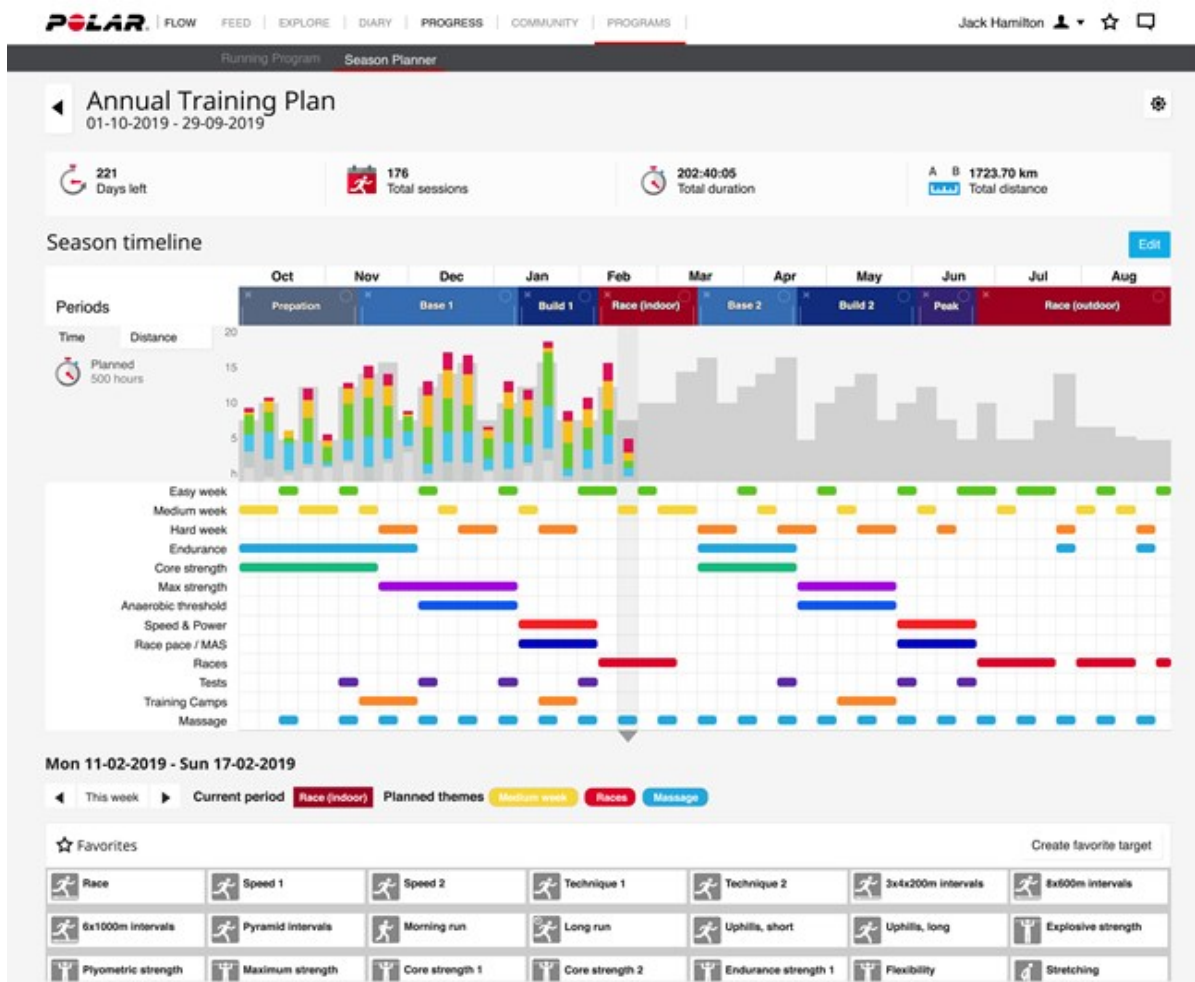 POLAR. FLOW FEED EXPLORE DIARY PROGRESS COMMUNITY PROGRAMS Jack Hamilton
Running Program Season Planner
Annual Training Plan
01-10-2019 - 29-09-2019
221 176 202:40:05 A B 1723.70 km
Days left Total sessions Total duration Total distance
Season timeline Edit
Oct Nov Dec Jan Feb Mar Apr May Jun Jul Aug
Periods Prepation Base 1 Build 1 Race (indoor) Base 2 Build 2 Peak Race (outdoor)
Time Distance 20
Planned
500 hours
15
10
5
h
Easy week
Medium week
Hard week
Endurance
Core strength
Max strength
Anaerobic threshold
Speed & Power
Race pace / MAS
Races
Tests
Training Camps
Massage
Mon 11-02-2019 - Sun 17-02-2019
This week Current period Race (indoor) Planned themes Medium week Races Massage
Favorites Create favorite target
Race Speed 1 Speed 2 Technique 1 Technique 2 3x4x200m intervals 8x600m intervals
6x1000m intervals Pyramid intervals Morning run Long run Uphills, short Uphills, long Explosive strength
Plyometric strength Maximum strength Core strength 1 Core strength 2 Endurance strength 1 Flexibility Stretching